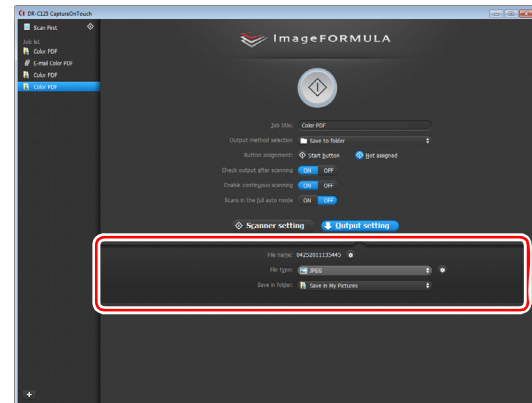 DR-C125 CaptureOnTouch
Scan First
Job list
Color PDF
E-mail Color PDF
Color PDF
Color PDF
imageFORMULA
Job title: Color PDF
Output method selection Save to folder
Button assignment: Start button Not assigned
Check output after scanning ON OFF
Enable continuous scanning ON OFF
Scans in the full auto mode ON OFF
Scanner setting Output setting
File name: 04252011135445
File type: JPEG
Save in folder: Save in My Pictures